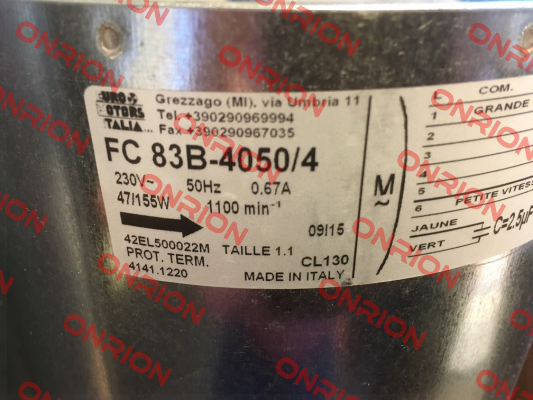 EURO MOTORS ITALIA
Grezzago (MI), via Umbria 11
Tel. +390290969994
Fax +390290967035
FC 83B-4050/4
230V~ 50Hz 0.67A
47/155W 1100 min⁻¹
09/15
42EL500022M TAILLE 1.1
PROT. TERM. CL130
4141.1220 MADE IN ITALY
M~
COM.
1 GRANDE
2
3
4
5
6 PETITE VITES
JAUNE
VERT C=2.5µF
ONRION